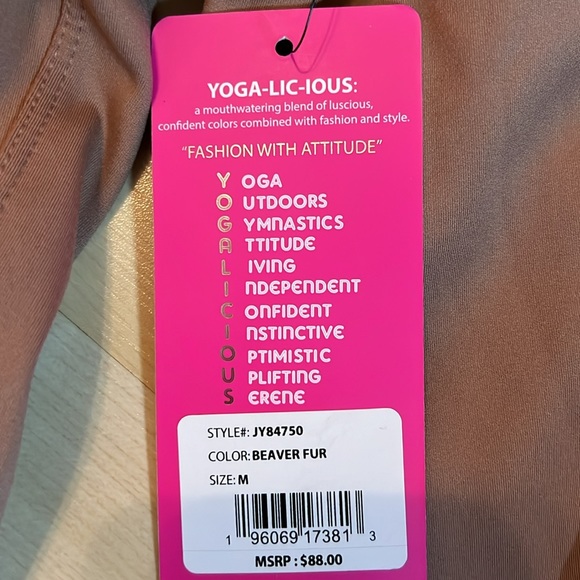 YOGA-LIC-IOUS:
a mouthwatering blend of luscious,
confident colors combined with fashion and style.
"FASHION WITH ATTITUDE"
YOGA
OUTDOORS
GYMNASTICS
ATTITUDE
LIVING
INDEPENDENT
CONFIDENT
INSTINCTIVE
OPTIMISTIC
UPLIFTING
SERENE
STYLE#: JY84750
COLOR: BEAVER FUR
SIZE: M
1 96069 17381 3
MSRP : $88.00